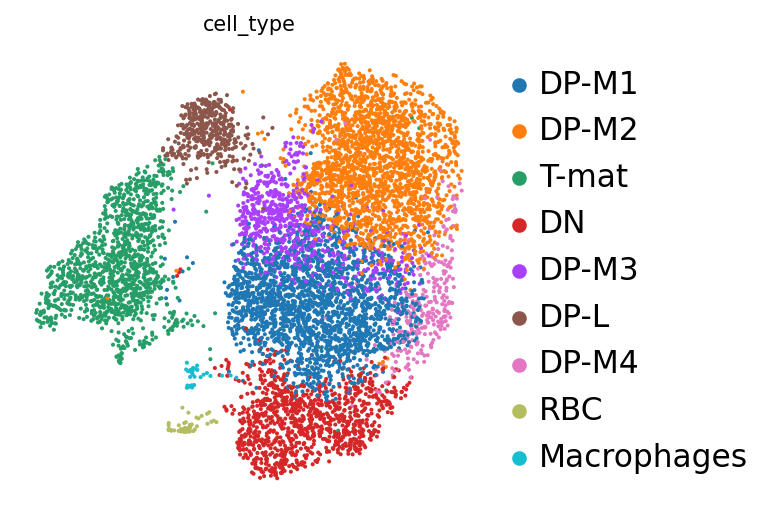 cell_type
DP-M1
DP-M2
T-mat
DN
DP-M3
DP-L
DP-M4
RBC
Macrophages